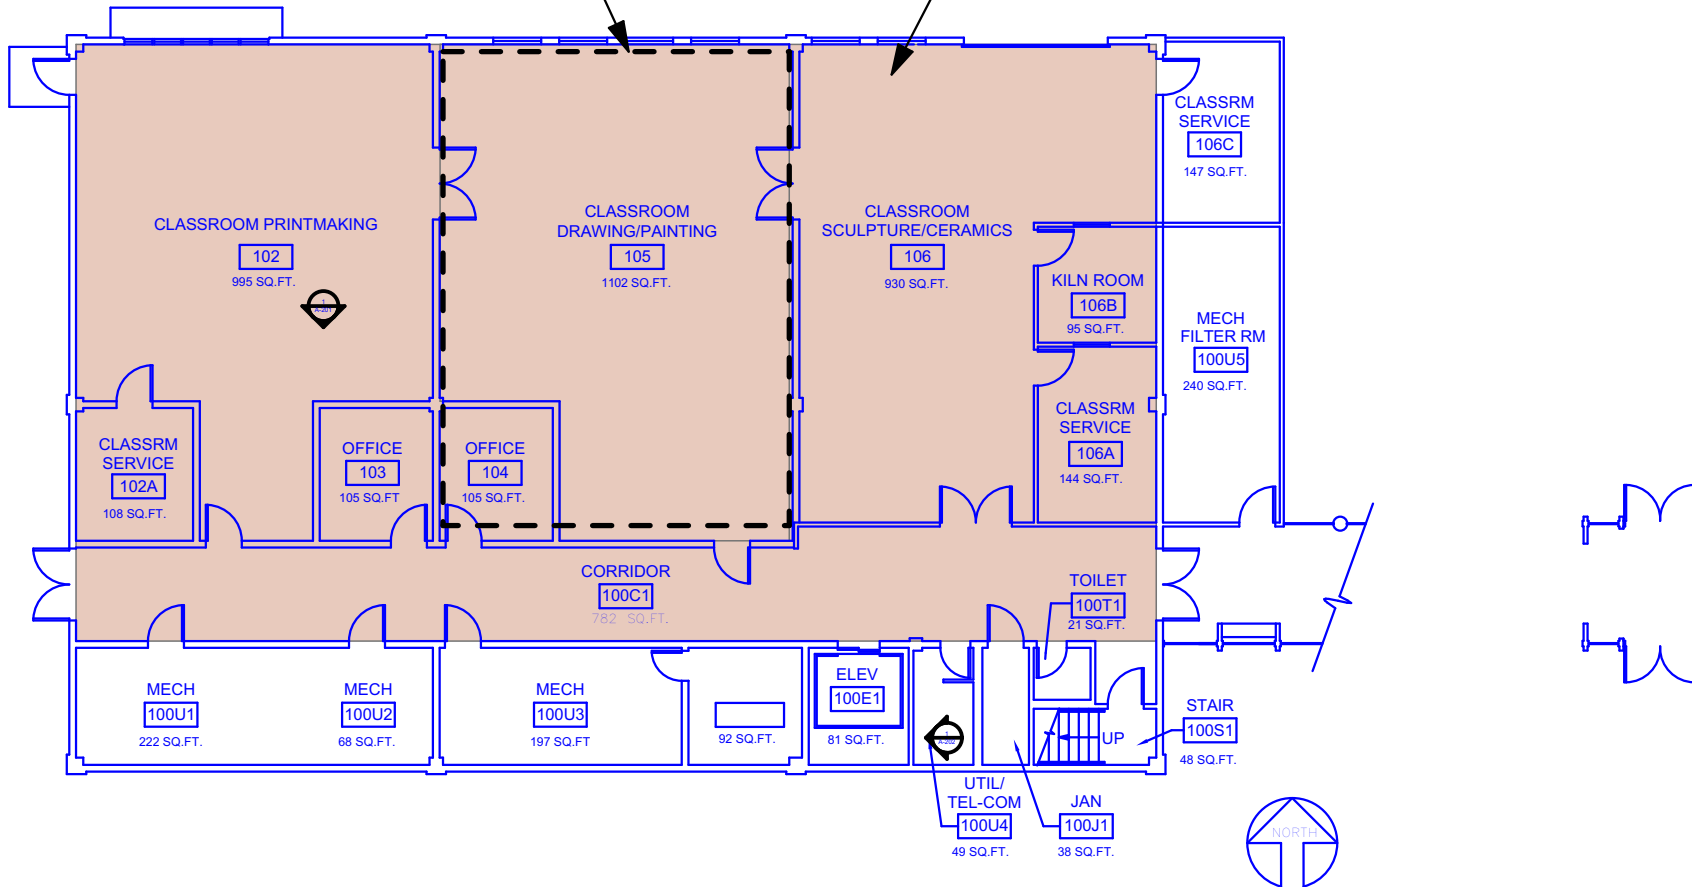 CLASSRM
SERVICE
106C
147 SQ.FT.
CLASSROOM PRINTMAKING
102
995 SQ.FT.
CLASSROOM
DRAWING/PAINTING
105
1102 SQ.FT.
CLASSROOM
SCULPTURE/CERAMICS
106
930 SQ.FT.
KILN ROOM
106B
95 SQ.FT.
MECH
FILTER RM
100U5
240 SQ.FT.
1
A-201
CLASSRM
SERVICE
102A
108 SQ.FT.
OFFICE
103
105 SQ.FT
OFFICE
104
105 SQ.FT.
CLASSRM
SERVICE
106A
144 SQ.FT.
CORRIDOR
100C1
782 SQ.FT.
TOILET
100T1
21 SQ.FT.
MECH
100U1
222 SQ.FT.
MECH
100U2
68 SQ.FT.
MECH
100U3
197 SQ.FT
92 SQ.FT.
ELEV
100E1
81 SQ.FT.
1
A-202
UP
STAIR
100S1
48 SQ.FT.
UTIL/
TEL-COM
100U4
49 SQ.FT.
JAN
100J1
38 SQ.FT.
NORTH